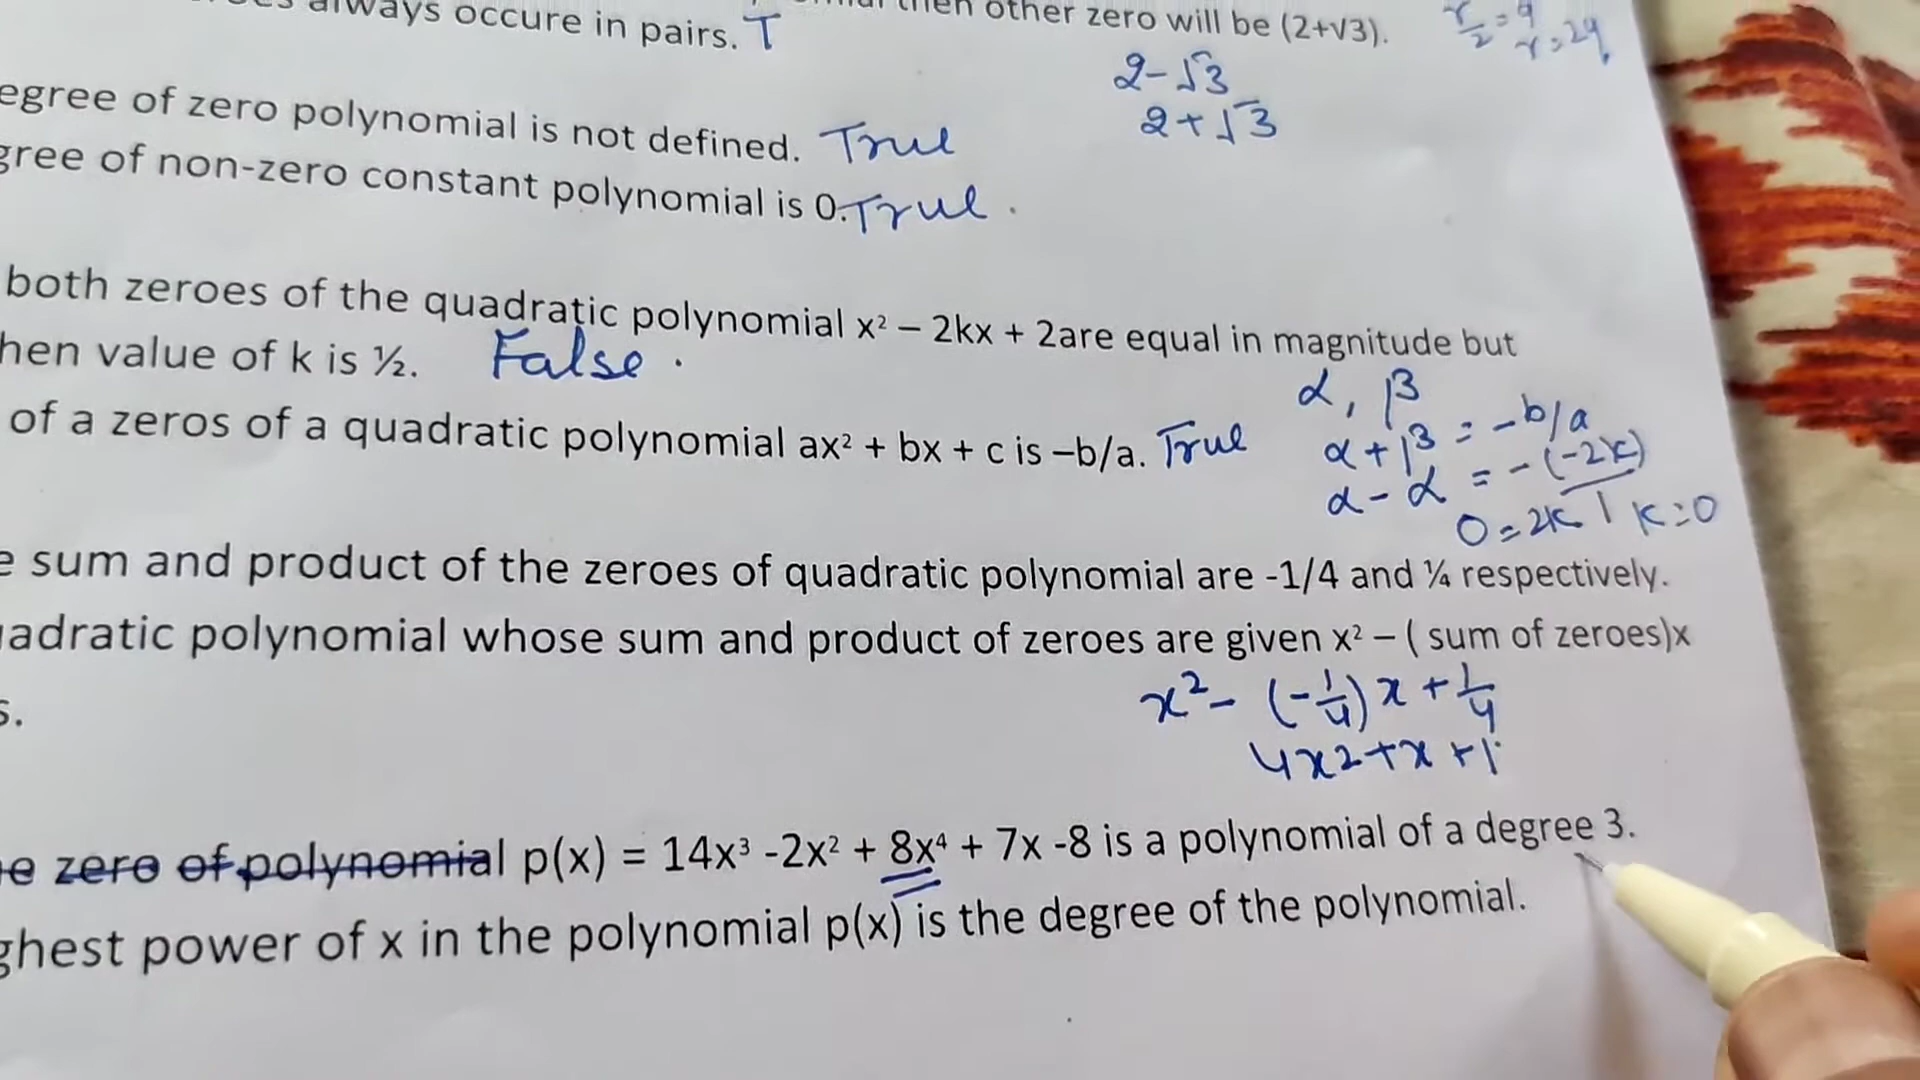 always occure in pairs. T
then other zero will be (2+√3).
r/2 = 9
2-√3
2+√3
egree of zero polynomial is not defined. True
gree of non-zero constant polynomial is 0. True.
both zeroes of the quadratic polynomial x² – 2kx + 2are equal in magnitude but
hen value of k is ½. False.
α, β
α+β = -b/a
of a zeros of a quadratic polynomial ax² + bx + c is –b/a. True
α-α = -(-2k)
0=2k | k=0
e sum and product of the zeroes of quadratic polynomial are -1/4 and ¼ respectively.
uadratic polynomial whose sum and product of zeroes are given x² – ( sum of zeroes)x
s.
x² - (-1/4)x + 1/4
4x2+x+1
e zero of polynomial p(x) = 14x³ -2x² + 8x⁴ + 7x -8 is a polynomial of a degree 3.
ghest power of x in the polynomial p(x) is the degree of the polynomial.